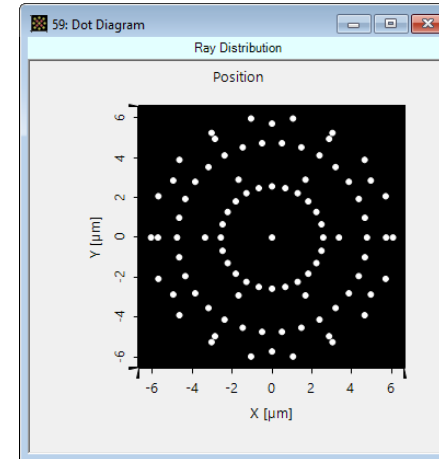 59: Dot Diagram
Ray Distribution
Position
6
4
2
0
-2
-4
-6
Y [µm]
-6 -4 -2 0 2 4 6
X [µm]